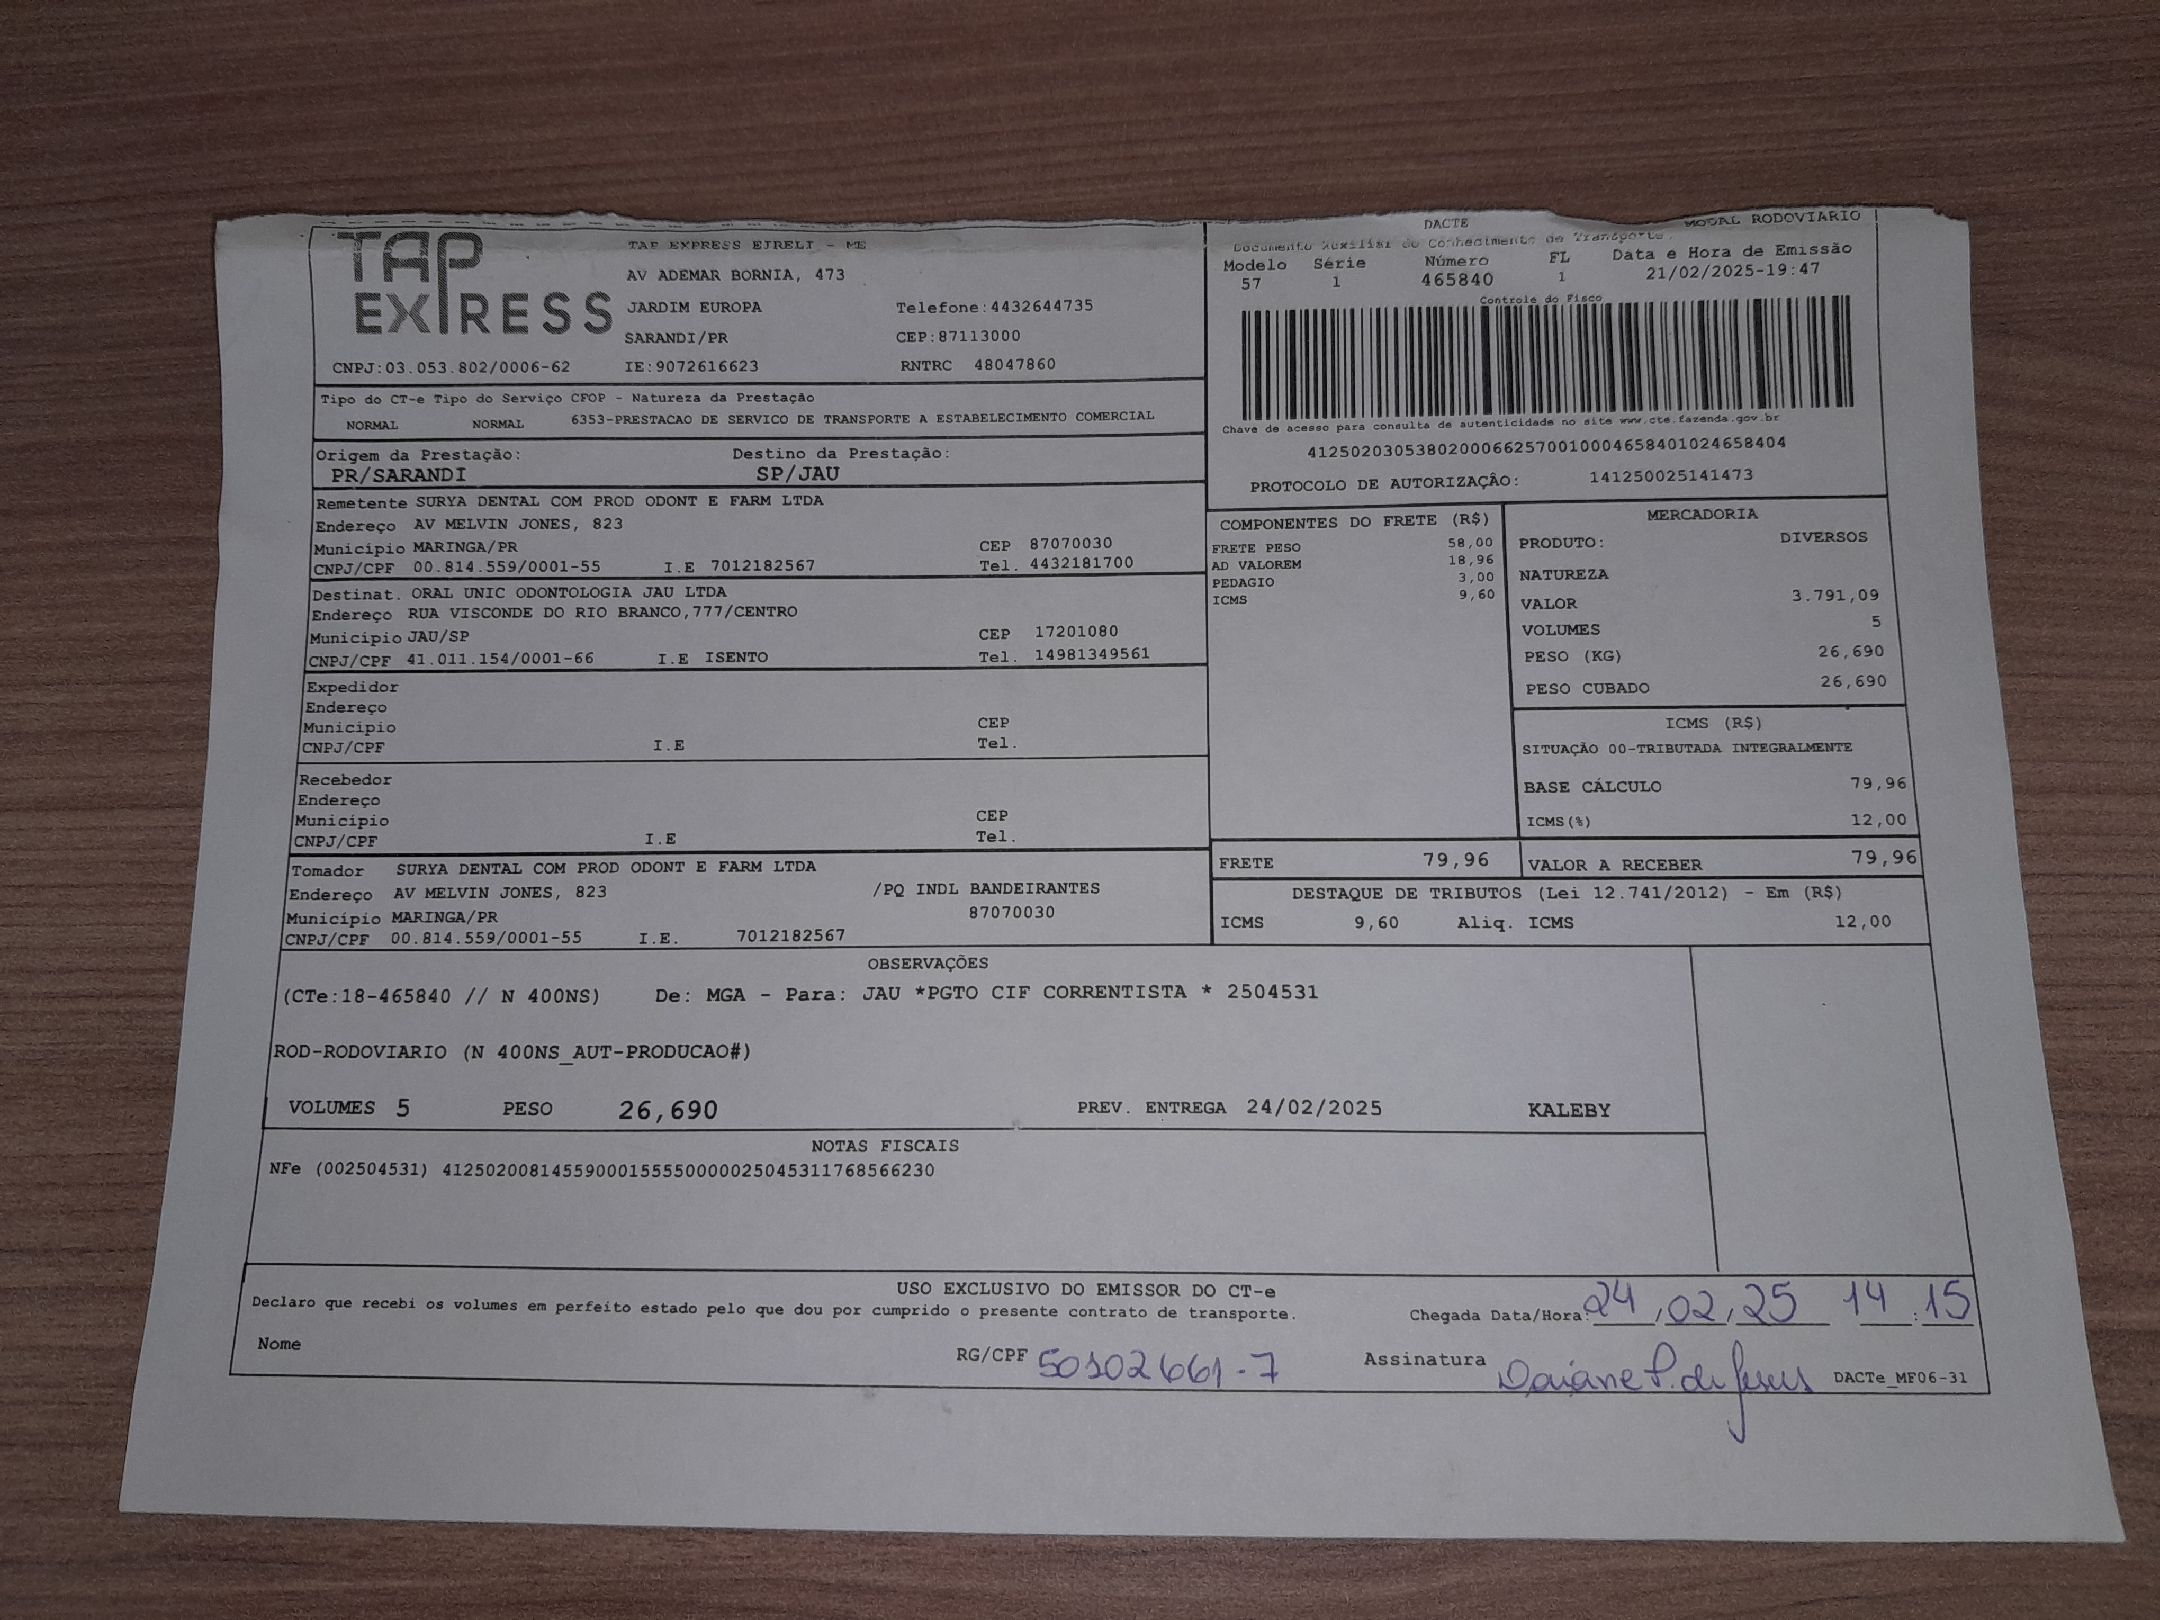 TAP EXPRESS
TAP EXPRESS EIRELI - ME
AV ADEMAR BORNIA, 473
JARDIM EUROPA Telefone:4432644735
SARANDI/PR CEP:87113000
CNPJ:03.053.802/0006-62 IE:9072616623 RNTRC 48047860
DACTE MODAL RODOVIARIO
Documento Auxiliar do Conhecimento de Transporte.
Modelo Série Número FL Data e Hora de Emissão
57 1 465840 1 21/02/2025-19:47
Controle do Fisco
Chave de acesso para consulta de autenticidade no site www.cte.fazenda.gov.br
41250203053802000662570010004658401024658404
PROTOCOLO DE AUTORIZAÇÃO: 141250025141473
Tipo do CT-e Tipo do Serviço CFOP - Natureza da Prestação
NORMAL NORMAL 6353-PRESTACAO DE SERVICO DE TRANSPORTE A ESTABELECIMENTO COMERCIAL
Origem da Prestação: Destino da Prestação:
PR/SARANDI SP/JAU
Remetente SURYA DENTAL COM PROD ODONT E FARM LTDA
Endereço AV MELVIN JONES, 823
Município MARINGA/PR CEP 87070030
CNPJ/CPF 00.814.559/0001-55 I.E 7012182567 Tel. 4432181700
Destinat. ORAL UNIC ODONTOLOGIA JAU LTDA
Endereço RUA VISCONDE DO RIO BRANCO,777/CENTRO
Município JAU/SP CEP 17201080
CNPJ/CPF 41.011.154/0001-66 I.E ISENTO Tel. 14981349561
Expedidor
Endereço
Município CEP
CNPJ/CPF I.E Tel.
Recebedor
Endereço
Município CEP
CNPJ/CPF I.E Tel.
Tomador SURYA DENTAL COM PROD ODONT E FARM LTDA
Endereço AV MELVIN JONES, 823 /PQ INDL BANDEIRANTES
Município MARINGA/PR 87070030
CNPJ/CPF 00.814.559/0001-55 I.E. 7012182567
COMPONENTES DO FRETE (R$)
FRETE PESO 58,00
AD VALOREM 18,96
PEDAGIO 3,00
ICMS 9,60
MERCADORIA
PRODUTO: DIVERSOS
NATUREZA
VALOR 3.791,09
VOLUMES 5
PESO (KG) 26,690
PESO CUBADO 26,690
ICMS (R$)
SITUAÇÃO 00-TRIBUTADA INTEGRALMENTE
BASE CÁLCULO 79,96
ICMS(%) 12,00
FRETE 79,96 VALOR A RECEBER 79,96
DESTAQUE DE TRIBUTOS (Lei 12.741/2012) - Em (R$)
ICMS 9,60 Aliq. ICMS 12,00
OBSERVAÇÕES
(CTe:18-465840 // N 400NS) De: MGA - Para: JAU *PGTO CIF CORRENTISTA * 2504531
ROD-RODOVIARIO (N 400NS_AUT-PRODUCAO#)
VOLUMES 5 PESO 26,690 PREV. ENTREGA 24/02/2025 KALEBY
NOTAS FISCAIS
NFe (002504531) 41250200814559000155550000025045311768566230
USO EXCLUSIVO DO EMISSOR DO CT-e
Declaro que recebi os volumes em perfeito estado pelo que dou por cumprido o presente contrato de transporte. Chegada Data/Hora: 24,02,25 14:15
Nome RG/CPF 50102661-7 Assinatura Daiane P. de Jesus DACTe_MF06-31